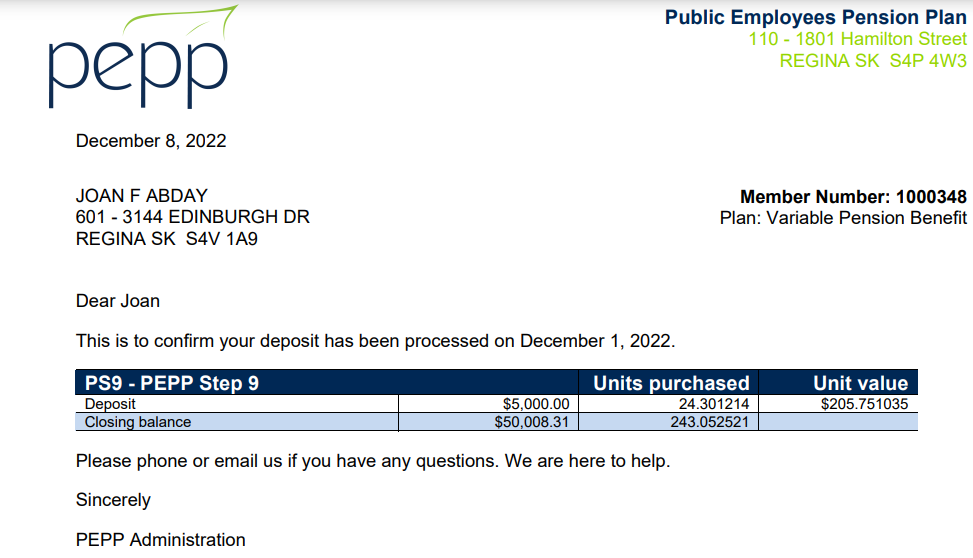 pepp
Public Employees Pension Plan
110 - 1801 Hamilton Street
REGINA SK  S4P 4W3
December 8, 2022
JOAN F ABDAY
601 - 3144 EDINBURGH DR
REGINA SK  S4V 1A9
Member Number: 1000348
Plan: Variable Pension Benefit
Dear Joan
This is to confirm your deposit has been processed on December 1, 2022.
PS9 - PEPP Step 9 Units purchased Unit value
Deposit $5,000.00 24.301214 $205.751035
Closing balance $50,008.31 243.052521
Please phone or email us if you have any questions. We are here to help.
Sincerely
PEPP Administration